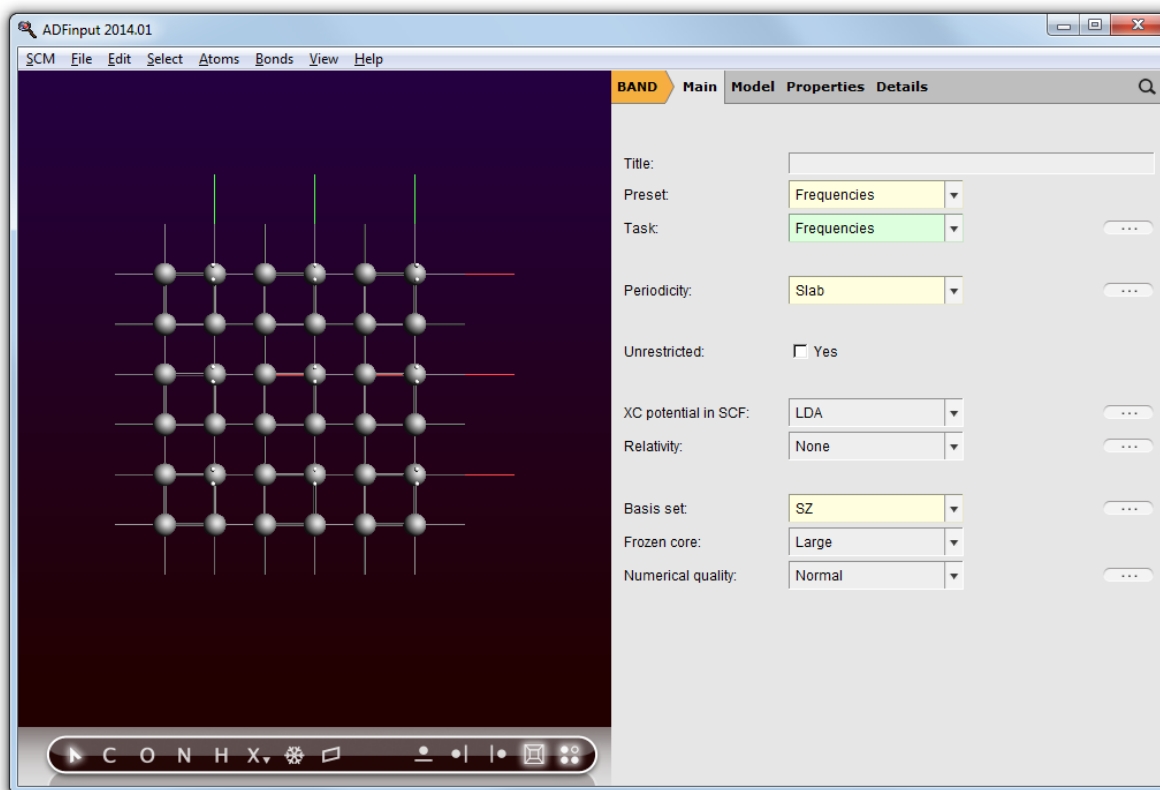 ADFinput 2014.01
SCM File Edit Select Atoms Bonds View Help
BAND Main Model Properties Details
Title:
Preset: Frequencies
Task: Frequencies
Periodicity: Slab
Unrestricted: Yes
XC potential in SCF: LDA
Relativity: None
Basis set: SZ
Frozen core: Large
Numerical quality: Normal
C O N H X